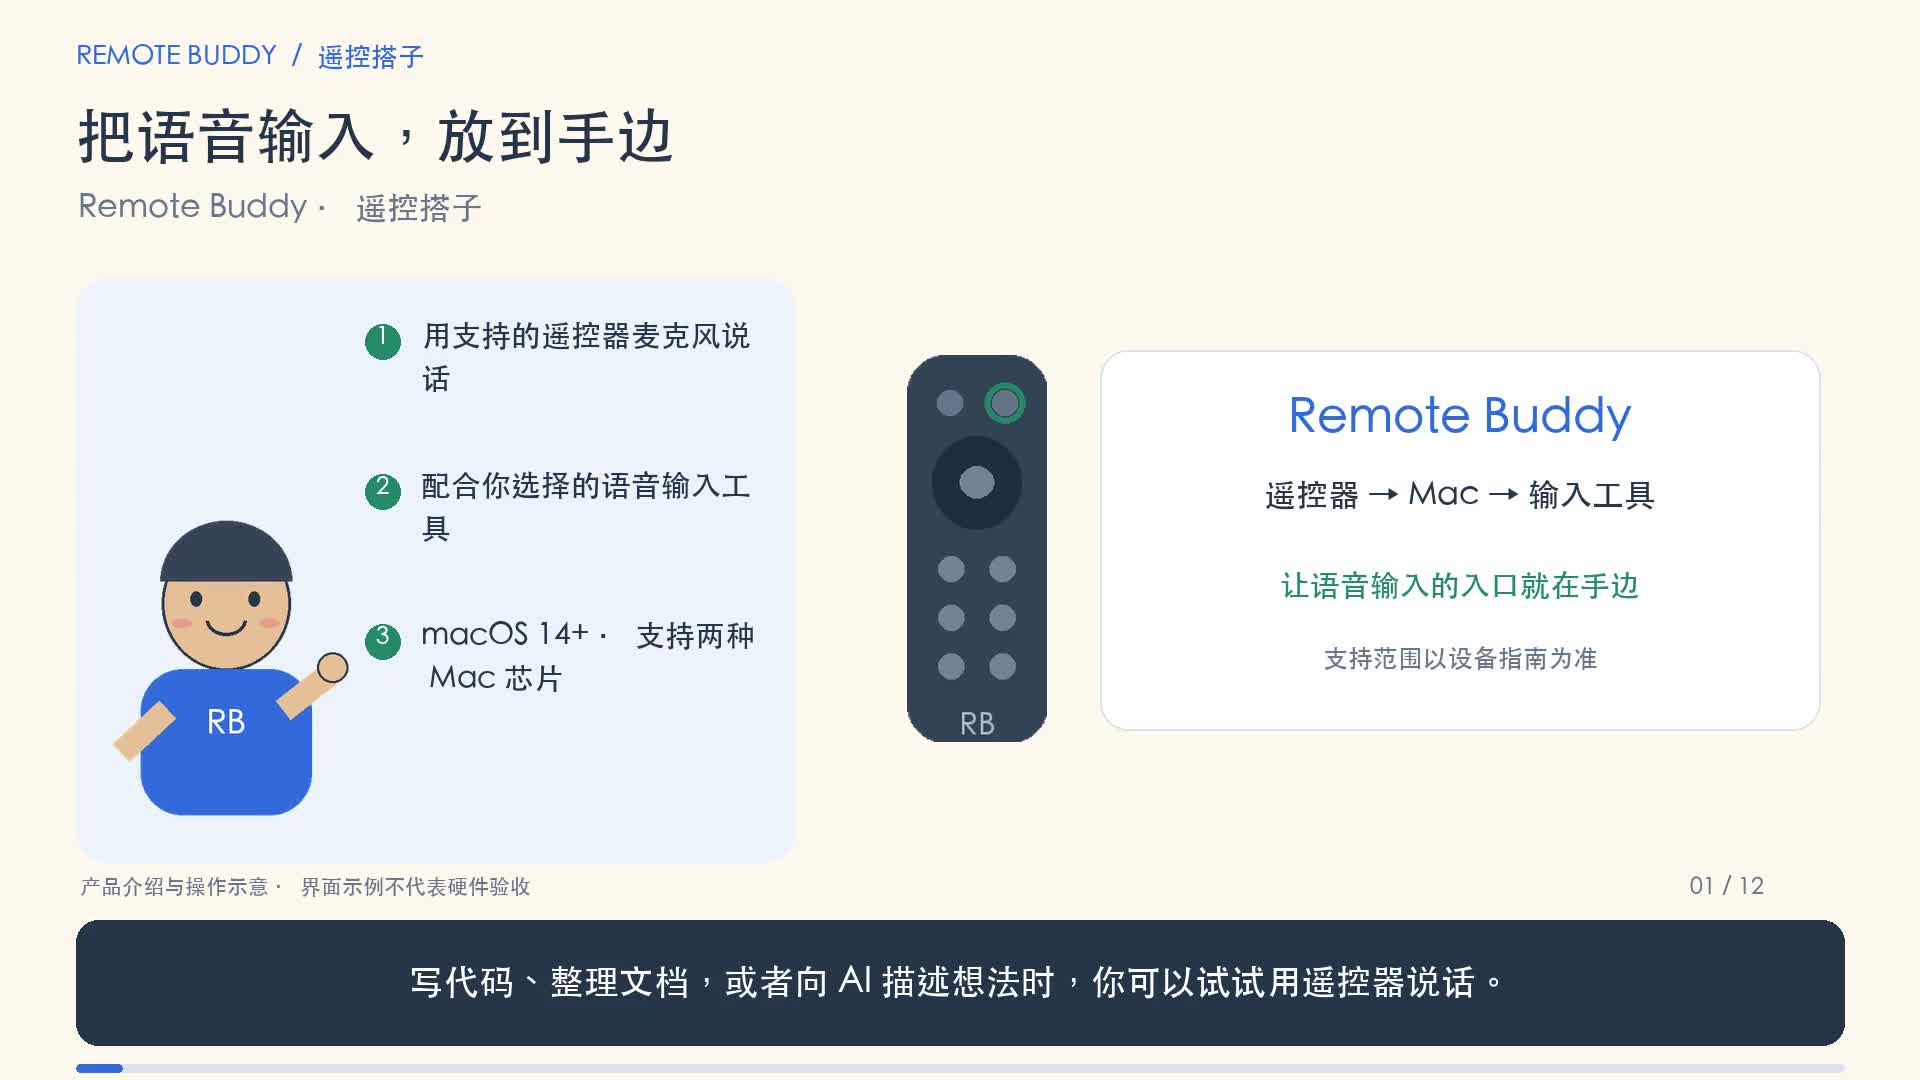 REMOTE BUDDY / 遥控搭子
把语音输入，放到手边
Remote Buddy · 遥控搭子
1 用支持的遥控器麦克风说
话
2 配合你选择的语音输入工
具
3 macOS 14+ · 支持两种
Mac 芯片
RB
RB
Remote Buddy
遥控器 → Mac → 输入工具
让语音输入的入口就在手边
支持范围以设备指南为准
产品介绍与操作示意 · 界面示例不代表硬件验收
01 / 12
写代码、整理文档，或者向 AI 描述想法时，你可以试试用遥控器说话。